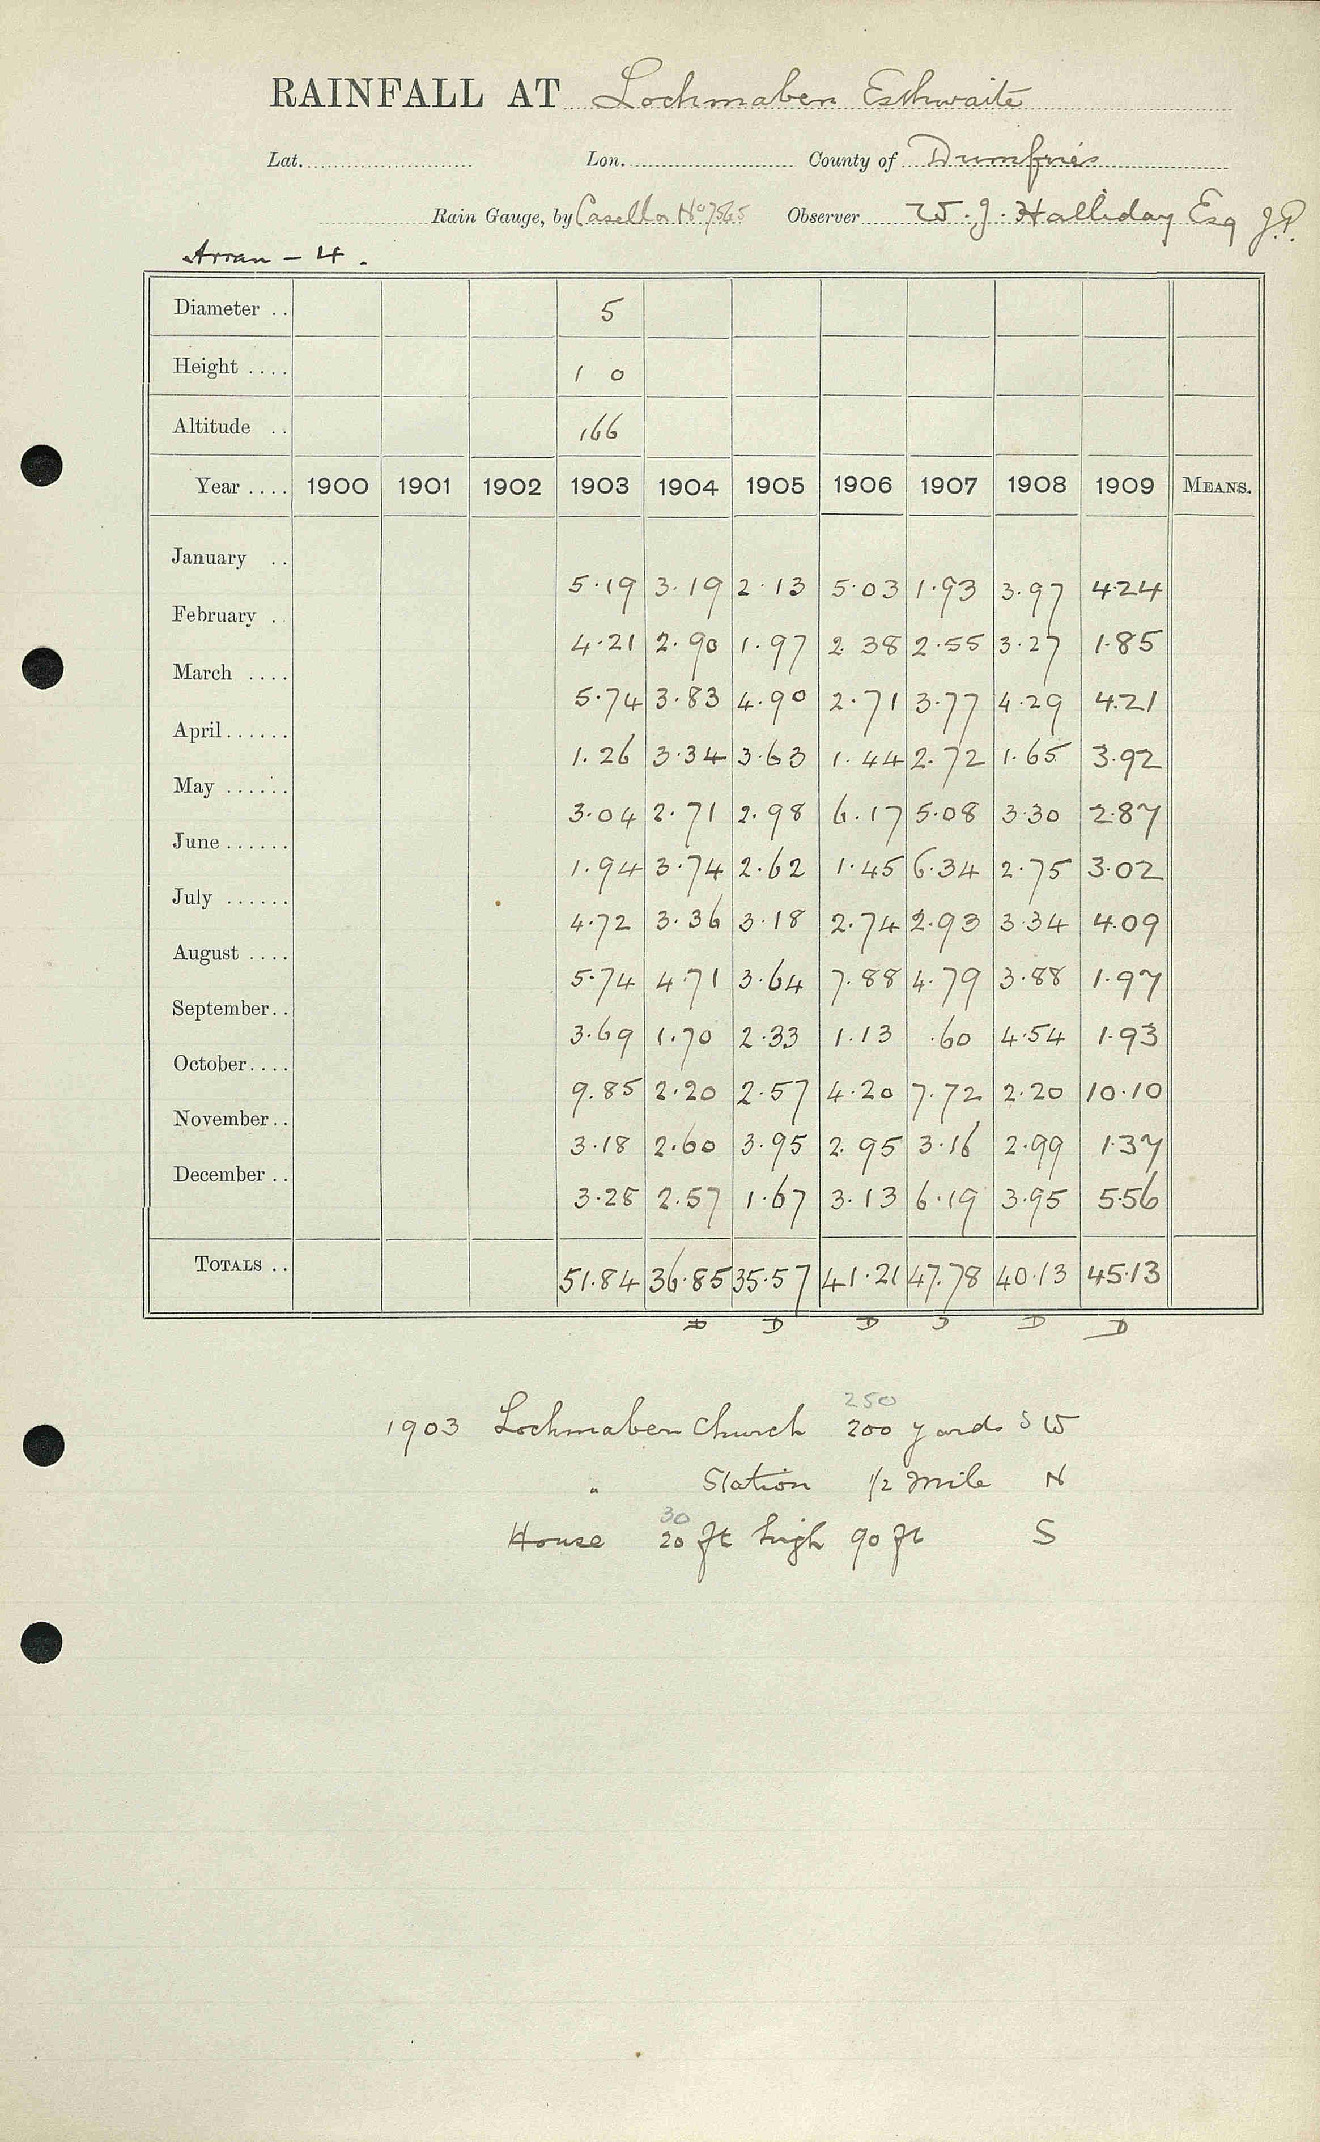 RAINFALL AT Lochmaben Esthwaite
Lat. Lon. County of Dumfries
Rain Gauge, by Casella No 7565 Observer W. J. Halliday Esq J.P.
Arran - 4.
Diameter .. 5
Height .... 1 0
Altitude .. 166
Year .... 1900 1901 1902 1903 1904 1905 1906 1907 1908 1909 MEANS.
January .. 5.19 3.19 2.13 5.03 1.93 3.97 4.24
February .. 4.21 2.90 1.97 2.38 2.55 3.27 1.85
March .... 5.74 3.83 4.90 2.71 3.77 4.29 4.21
April ...... 1.26 3.34 3.63 1.44 2.72 1.65 3.92
May ...... 3.04 2.71 2.98 6.17 5.08 3.30 2.87
June ...... 1.94 3.74 2.62 1.45 6.34 2.75 3.02
July ...... 4.72 3.36 3.18 2.74 2.93 3.34 4.09
August .... 5.74 4.71 3.64 7.88 4.79 3.88 1.97
September .. 3.69 1.70 2.33 1.13 .60 4.54 1.93
October .... 9.85 2.20 2.57 4.20 7.72 2.20 10.10
November .. 3.18 2.60 3.95 2.95 3.16 2.99 1.37
December .. 3.28 2.57 1.67 3.13 6.19 3.95 5.56
TOTALS .. 51.84 36.85 35.57 41.21 47.78 40.13 45.13
D D D D D D
250
1903 Lochmaben Church 200 yards S W
" Station 1/2 mile N
30
House 20 ft high 90 ft S